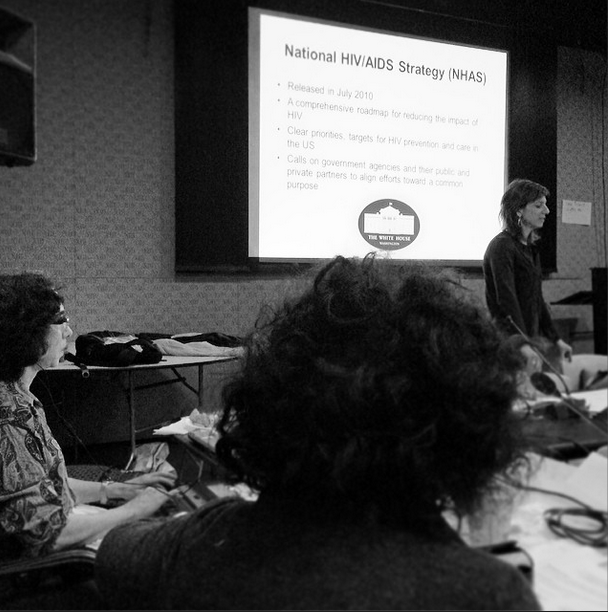 National HIV/AIDS Strategy (NHAS)
• Released in July 2010
• A comprehensive roadmap for reducing the impact of
HIV
• Clear priorities, targets for HIV prevention and care in
the US
• Calls on government agencies and their public and
private partners to align efforts toward a common
purpose
THE WHITE HOUSE
WASHINGTON